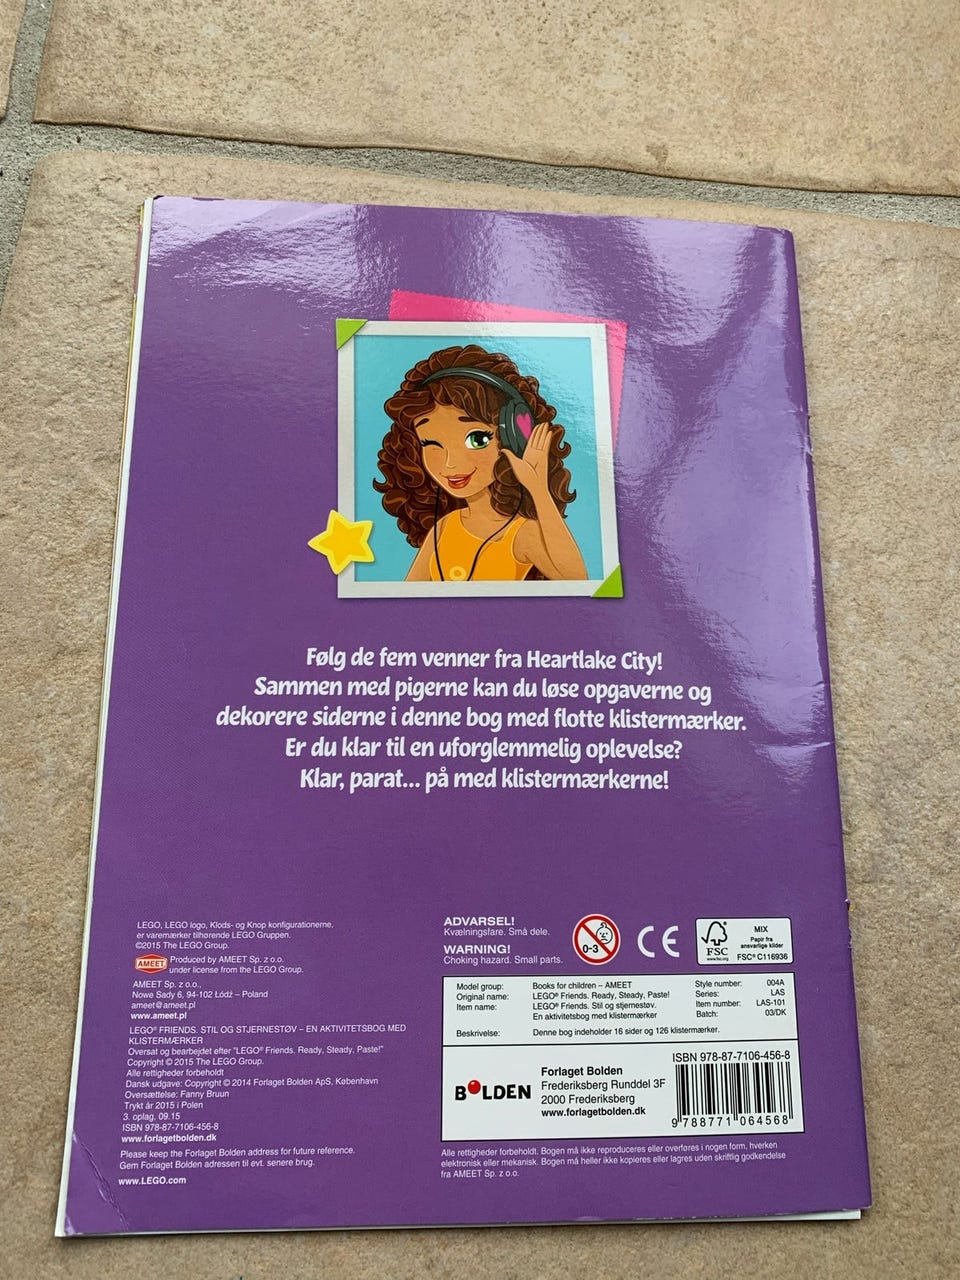 Følg de fem venner fra Heartlake City!
Sammen med pigerne kan du løse opgaverne og
dekorere siderne i denne bog med flotte klistermærker.
Er du klar til en uforglemmelig oplevelse?
Klar, parat... på med klistermærkerne!
LEGO, LEGO logo, Klods- og Knop konfigurationerne,
er varemærker tilhørende LEGO Gruppen.
©2015 The LEGO Group.
AMEET
Produced by AMEET Sp. z o.o.,
under license from the LEGO Group.
AMEET Sp. z o.o.,
Nowe Sady 6, 94-102 Łódź – Poland
ameet@ameet.pl
www.ameet.pl
LEGO® FRIENDS. STIL OG STJERNESTØV – EN AKTIVITETSBOG MED
KLISTERMÆRKER
Oversat og bearbejdet efter "LEGO® Friends. Ready, Steady, Paste!"
Copyright © 2015 The LEGO Group.
Alle rettigheder forbeholdt
Dansk udgave: Copyright © 2014 Forlaget Bolden ApS, København
Oversættelse: Fanny Bruun
Trykt år 2015 i Polen
3. oplag, 09.15
ISBN 978-87-7106-456-8
www.forlagetbolden.dk
Please keep the Forlaget Bolden address for future reference.
Gem Forlaget Bolden adressen til evt. senere brug.
www.LEGO.com
ADVARSEL!
Kvælningsfare. Små dele.
WARNING!
Choking hazard. Small parts.
0-3
CE
FSC
www.fsc.org
MIX
Papir fra
ansvarlige kilder
FSC® C116936
Model group: Books for children – AMEET
Original name: LEGO® Friends. Ready, Steady, Paste!
Item name: LEGO® Friends. Stil og stjernestøv.
En aktivitetsbog med klistermærker
Style number: 004A
Series: LAS
Item number: LAS-101
Batch: 03/DK
Beskrivelse: Denne bog indeholder 16 sider og 126 klistermærker.
BOLDEN
Forlaget Bolden
Frederiksberg Runddel 3F
2000 Frederiksberg
www.forlagetbolden.dk
ISBN 978-87-7106-456-8
9 788771 064568
Alle rettigheder forbeholdt. Bogen må ikke reproduceres eller overføres i nogen form, hverken
elektronisk eller mekanisk. Bogen må heller ikke kopieres eller lagres uden skriftlig godkendelse
fra AMEET Sp. z o.o.